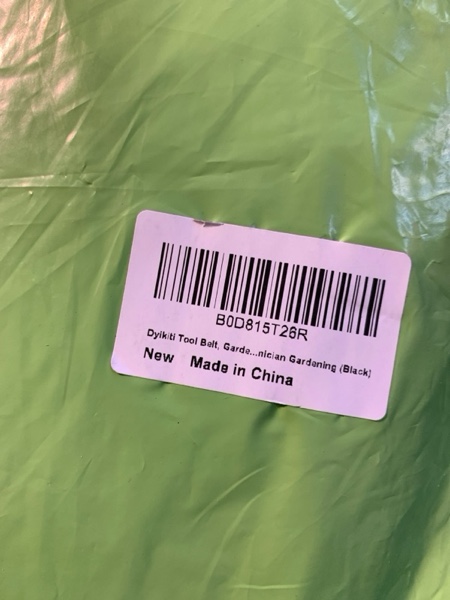 B0D815T26R
Dyikiti Tool Belt, Garde...nician Gardening (Black)
New Made in China